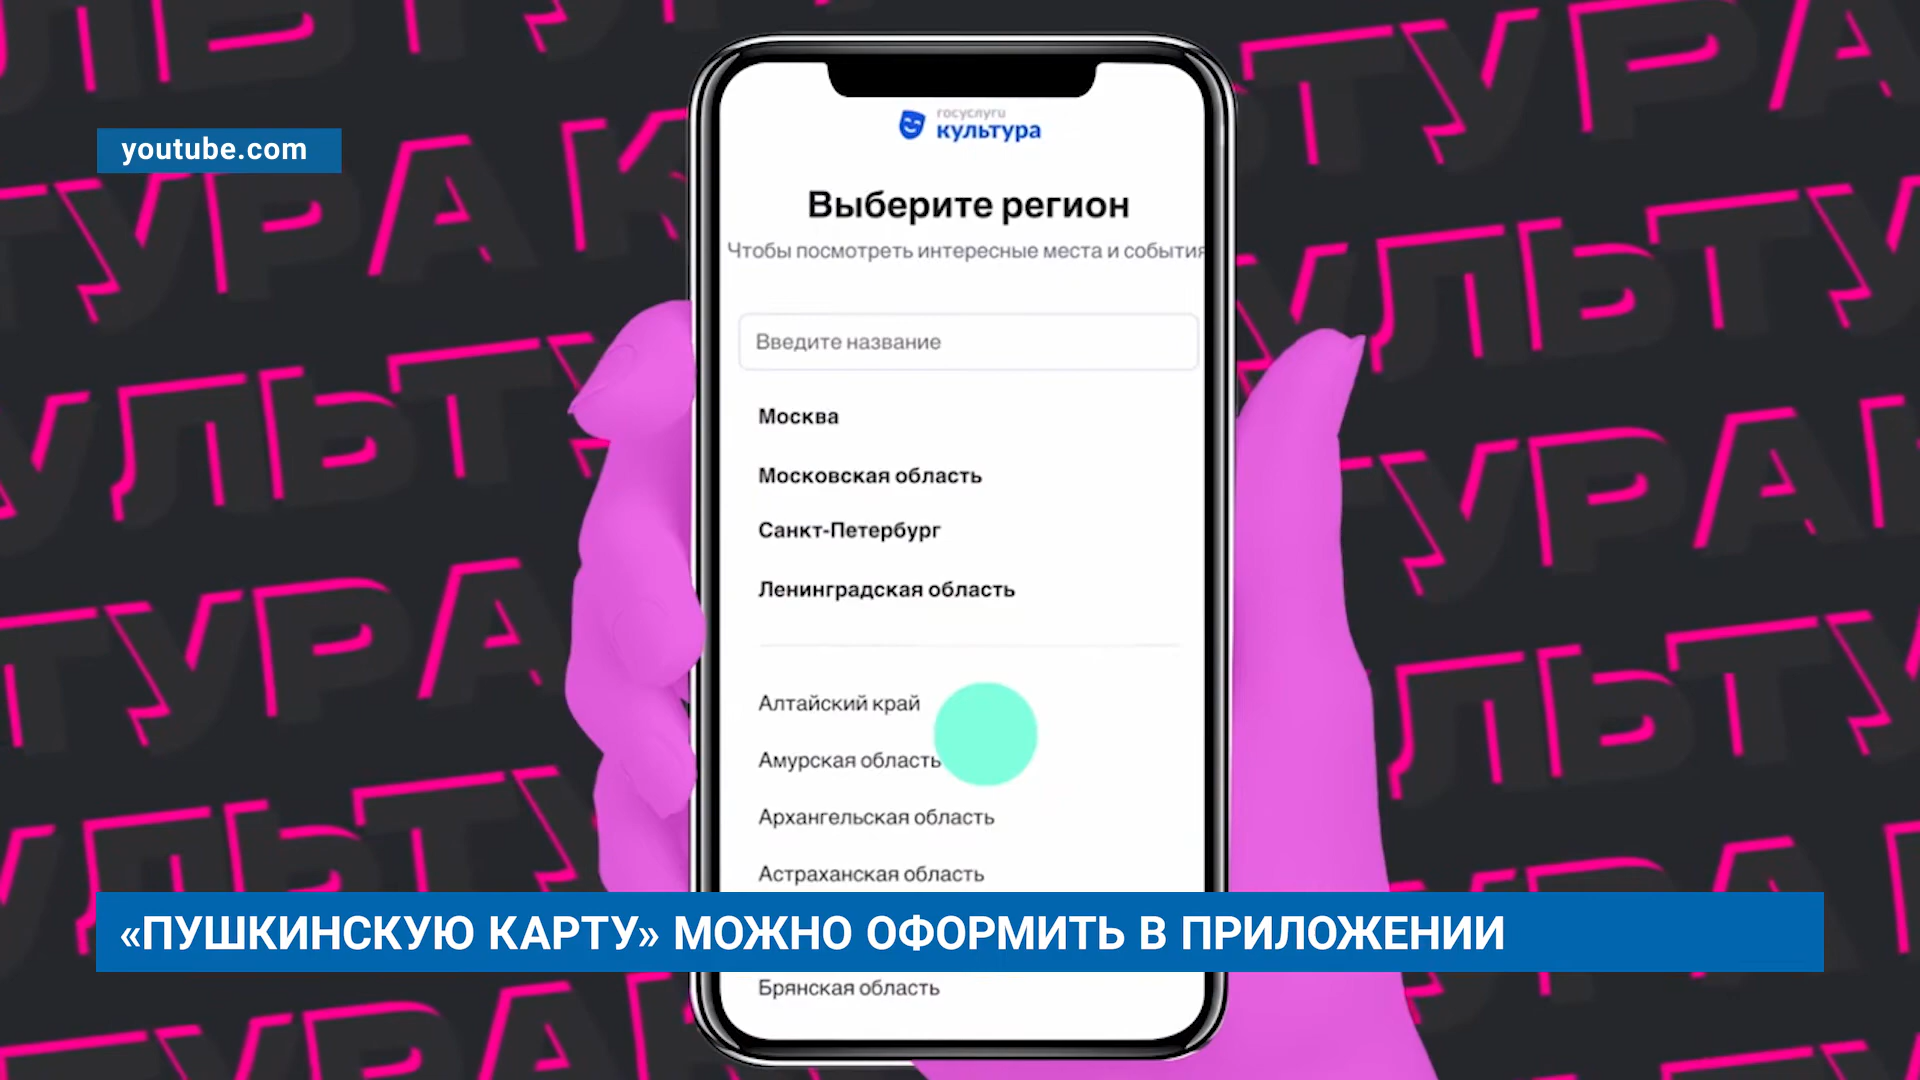 youtube.com
госуслуги
культура
Выберите регион
Чтобы посмотреть интересные места и события
Введите название
Москва
Московская область
Санкт-Петербург
Ленинградская область
Алтайский край
Амурская область
Архангельская область
Астраханская область
«ПУШКИНСКУЮ КАРТУ» МОЖНО ОФОРМИТЬ В ПРИЛОЖЕНИИ
Брянская область